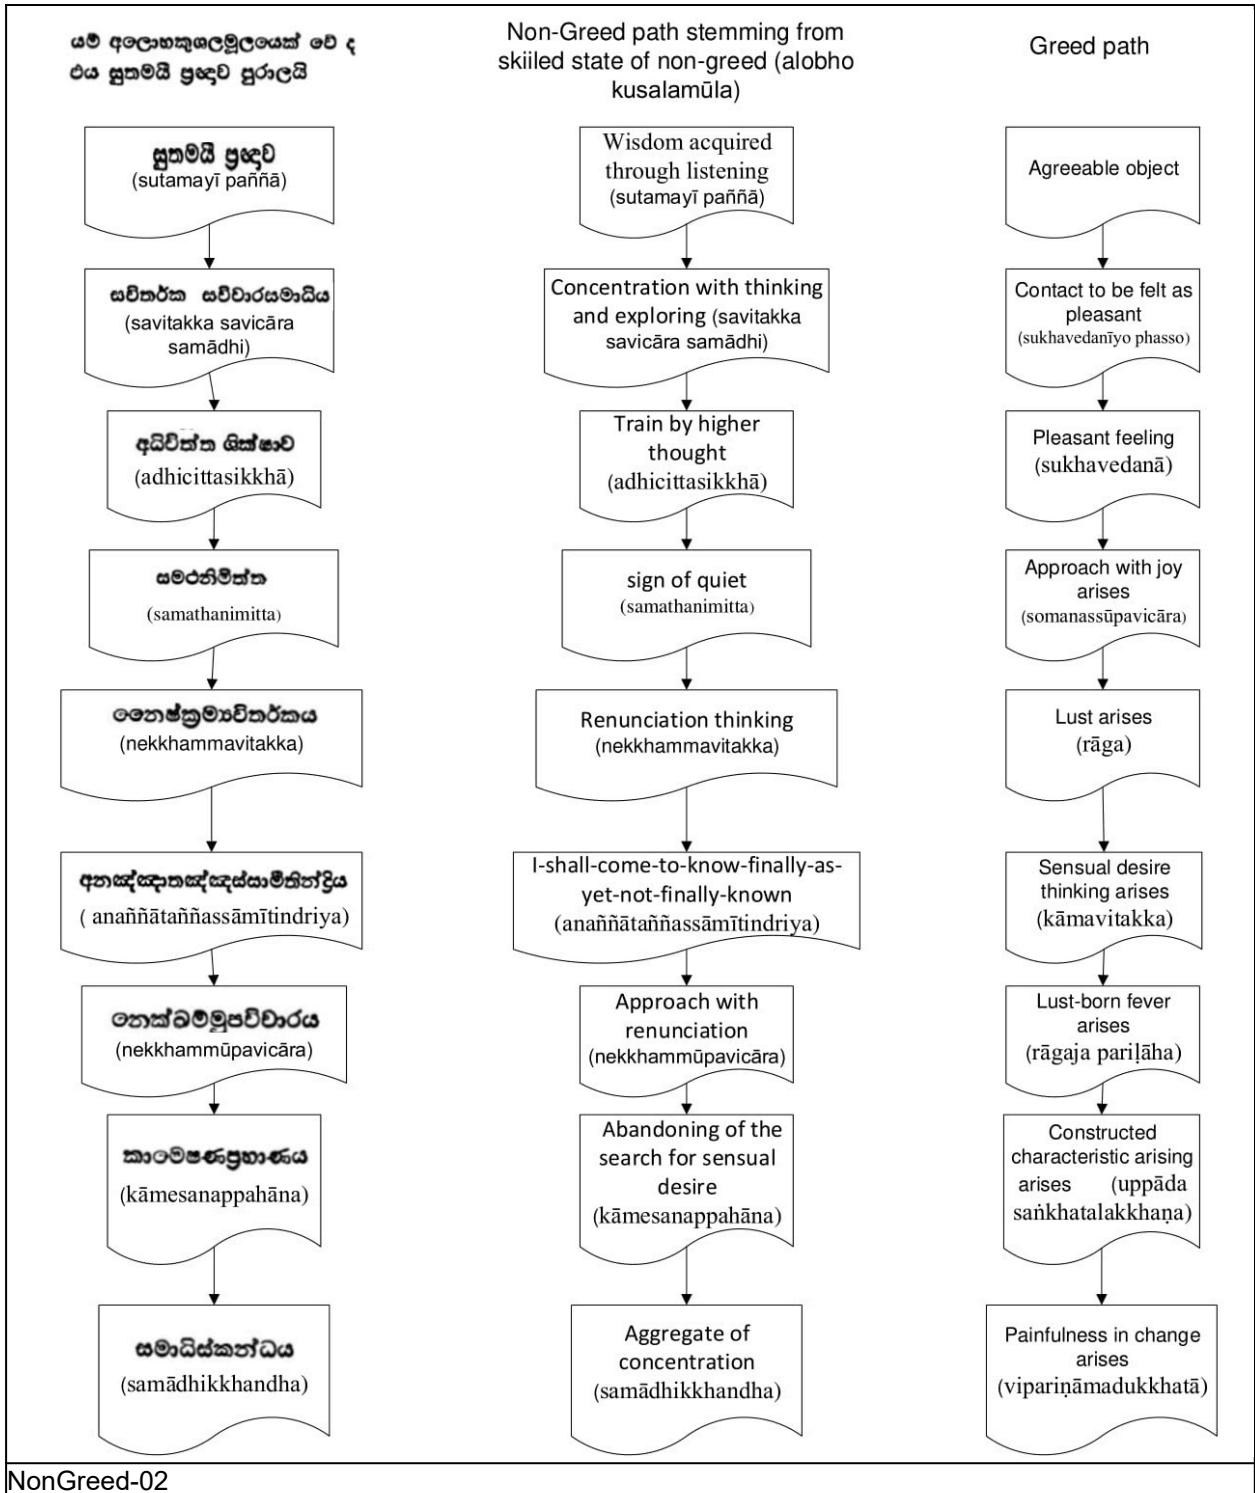 යම් අලොභකුශලමූලයෙක් වේ ද
එය සුතමයී ප්‍රඥාව පුරාලයි
සුතමයී ප්‍රඥාව
(sutamayī paññā)
සවිතර්ක සවිචාරසමාධිය
(savitakka savicāra
samādhi)
අධිචිත්ත ශික්ෂාව
(adhicittasikkhā)
සමථනිමිත්ත
(samathanimitta)
නෛෂ්ක්‍රම්‍යවිතර්කය
(nekkhammavitakka)
අනඤ්ඤාතඤ්ඤස්සාමීතින්ද්‍රිය
( anaññātaññassāmītindriya)
නෙක්ඛම්මූපවිචාරය
(nekkhammūpavicāra)
කාමෙෂණප්‍රහාණය
(kāmesanappahāna)
සමාධිස්කන්ධය
(samādhikkhandha)
Non-Greed path stemming from
skiiled state of non-greed (alobho
kusalamūla)
Wisdom acquired
through listening
(sutamayī paññā)
Concentration with thinking
and exploring (savitakka
savicāra samādhi)
Train by higher
thought
(adhicittasikkhā)
sign of quiet
(samathanimitta)
Renunciation thinking
(nekkhammavitakka)
I-shall-come-to-know-finally-as-
yet-not-finally-known
(anaññātaññassāmītindriya)
Approach with
renunciation
(nekkhammūpavicāra)
Abandoning of the
search for sensual
desire
(kāmesanappahāna)
Aggregate of
concentration
(samādhikkhandha)
Greed path
Agreeable object
Contact to be felt as
pleasant
(sukhavedanīyo phasso)
Pleasant feeling
(sukhavedanā)
Approach with joy
arises
(somanassūpavicāra)
Lust arises
(rāga)
Sensual desire
thinking arises
(kāmavitakka)
Lust-born fever
arises
(rāgaja pariḷāha)
Constructed
characteristic arising
arises (uppāda
saṅkhatalakkhaṇa)
Painfulness in change
arises
(vipariṇāmadukkhatā)
NonGreed-02